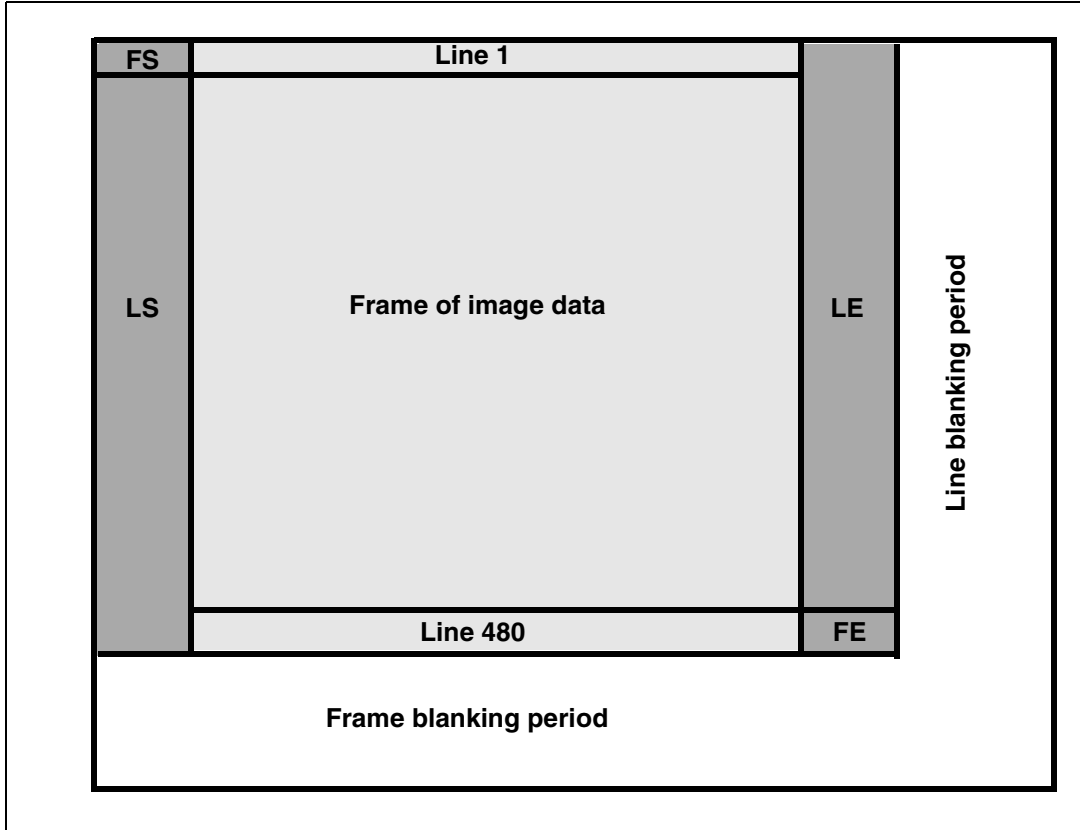 FS
Line 1
LS
Frame of image data
LE
Line blanking period
Line 480
FE
Frame blanking period